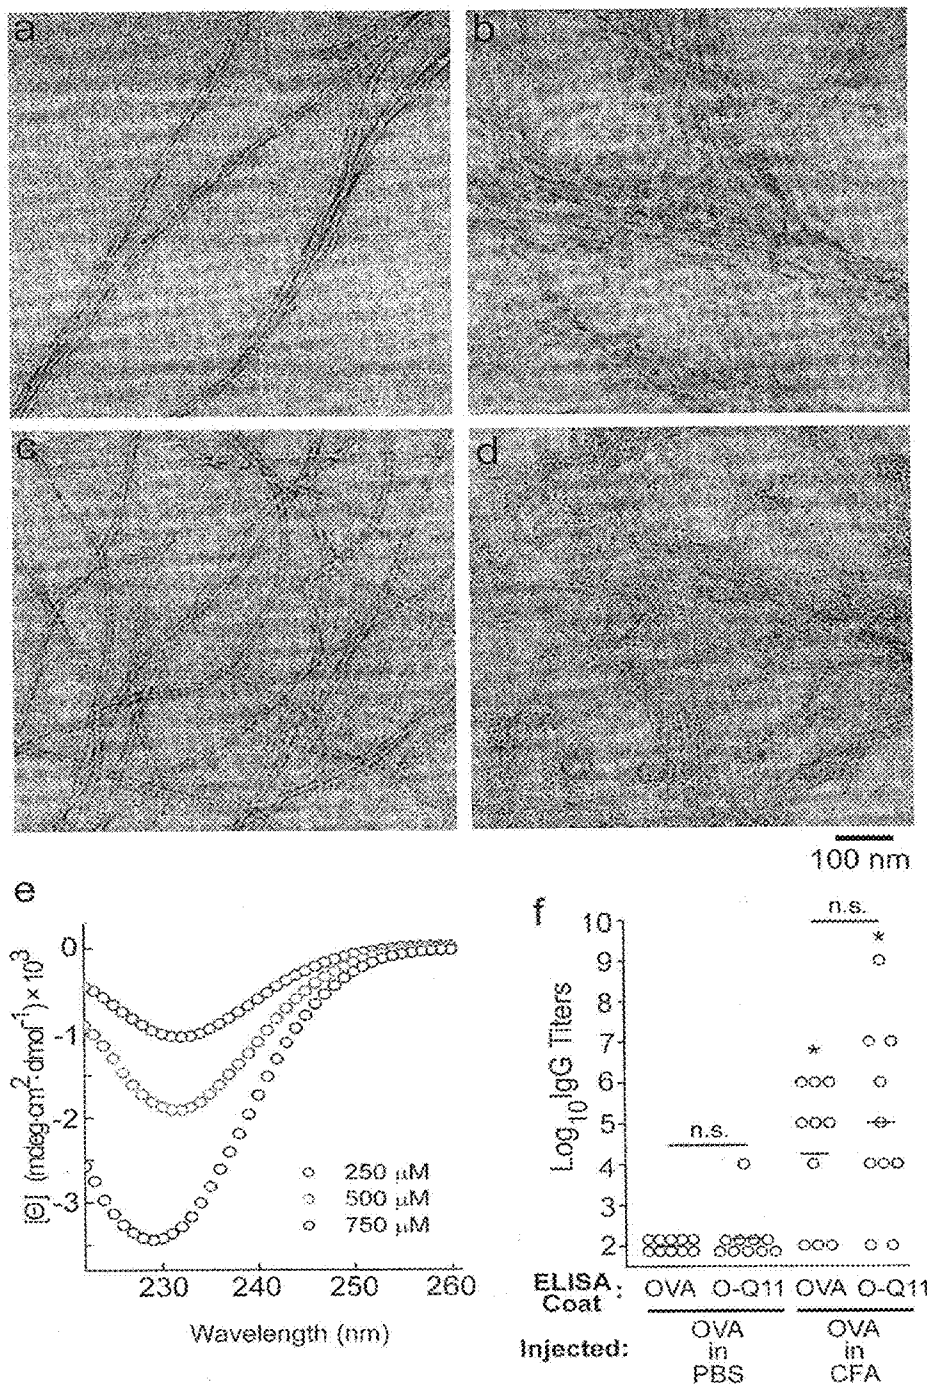 a
b
c
d
100 nm
e
[Θ] (mdeg·cm² dmol⁻¹) × 10³
0
-1
-2
-3
250 µM
500 µM
750 µM
230 240 250 260
Wavelength (nm)
f
n.s.
10
9
8
7
6
5
4
3
2
Log₁₀IgG Titers
*
*
n.s.
ELISA Coat : OVA O-Q11 OVA O-Q11
Injected:
OVA in PBS
OVA in CFA